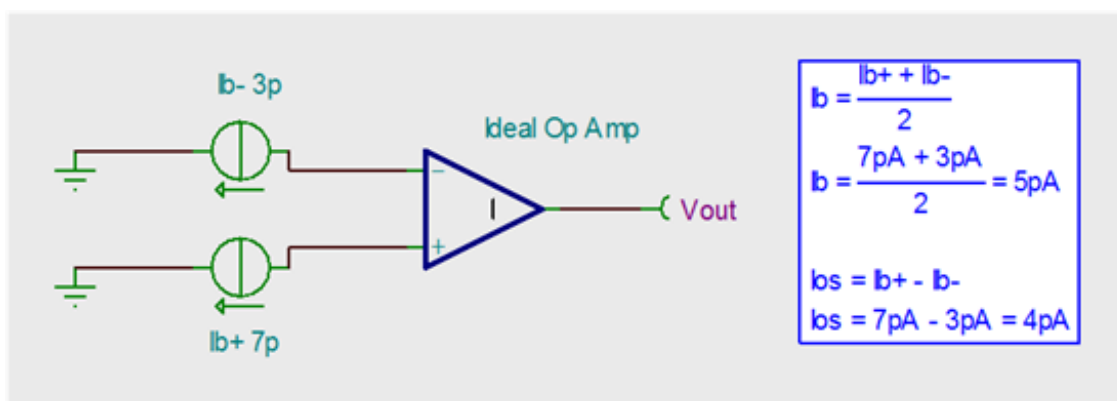 Ib- 3p
Ideal Op Amp
-
I
+
Vout
Ib+ 7p
Ib = Ib+ + Ib- / 2
Ib = 7pA + 3pA / 2 = 5pA
Ios = Ib+ - Ib-
Ios = 7pA - 3pA = 4pA